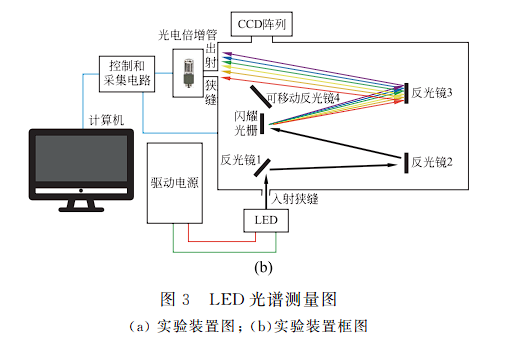 CCD阵列
光电倍增管
出射
狭缝
控制和
采集电路
可移动反光镜4
反光镜3
闪耀
光栅
计算机
反光镜1
反光镜2
驱动电源
入射狭缝
LED
(b)
图 3 LED 光谱测量图
(a) 实验装置图；(b)实验装置框图